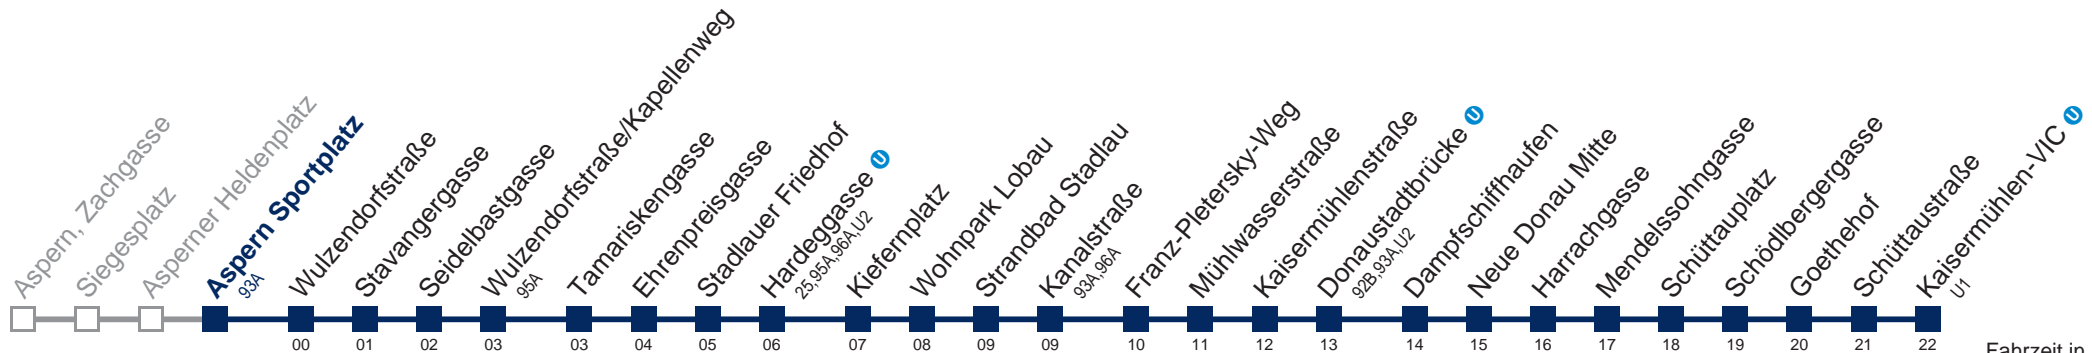 Aspern, Zachgasse
Siegesplatz
Asperner Heldenplatz
Aspern Sportplatz
93A
Wulzendorfstraße
00
Stavangergasse
01
Seidelbastgasse
02
Wulzendorfstraße/Kapellenweg
95A
03
Tamariskengasse
03
Ehrenpreisgasse
04
Stadlauer Friedhof
05
Hardeggasse U
25,95A,96A,U2
06
Kiefernplatz
07
Wohnpark Lobau
08
Strandbad Stadlau
09
Kanalstraße
93A,96A
09
Franz-Pletersky-Weg
10
Mühlwasserstraße
11
Kaisermühlenstraße
12
Donaustadtbrücke U
92B,93A,U2
13
Dampfschiffhaufen
14
Neue Donau Mitte
15
Harrachgasse
16
Mendelssohngasse
17
Schüttauplatz
18
Schödlbergergasse
19
Goethehof
20
Schüttaustraße
21
Kaisermühlen-VIC U
U1
22
Fahrzeit in